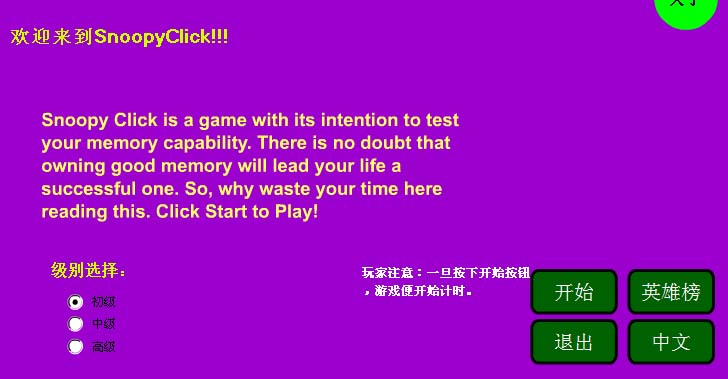 欢迎来到SnoopyClick!!!
Snoopy Click is a game with its intention to test
your memory capability. There is no doubt that
owning good memory will lead your life a
successful one. So, why waste your time here
reading this. Click Start to Play!
级别选择：
初级
中级
高级
玩家注意：一旦按下开始按钮
，游戏便开始计时。
开始
英雄榜
退出
中文